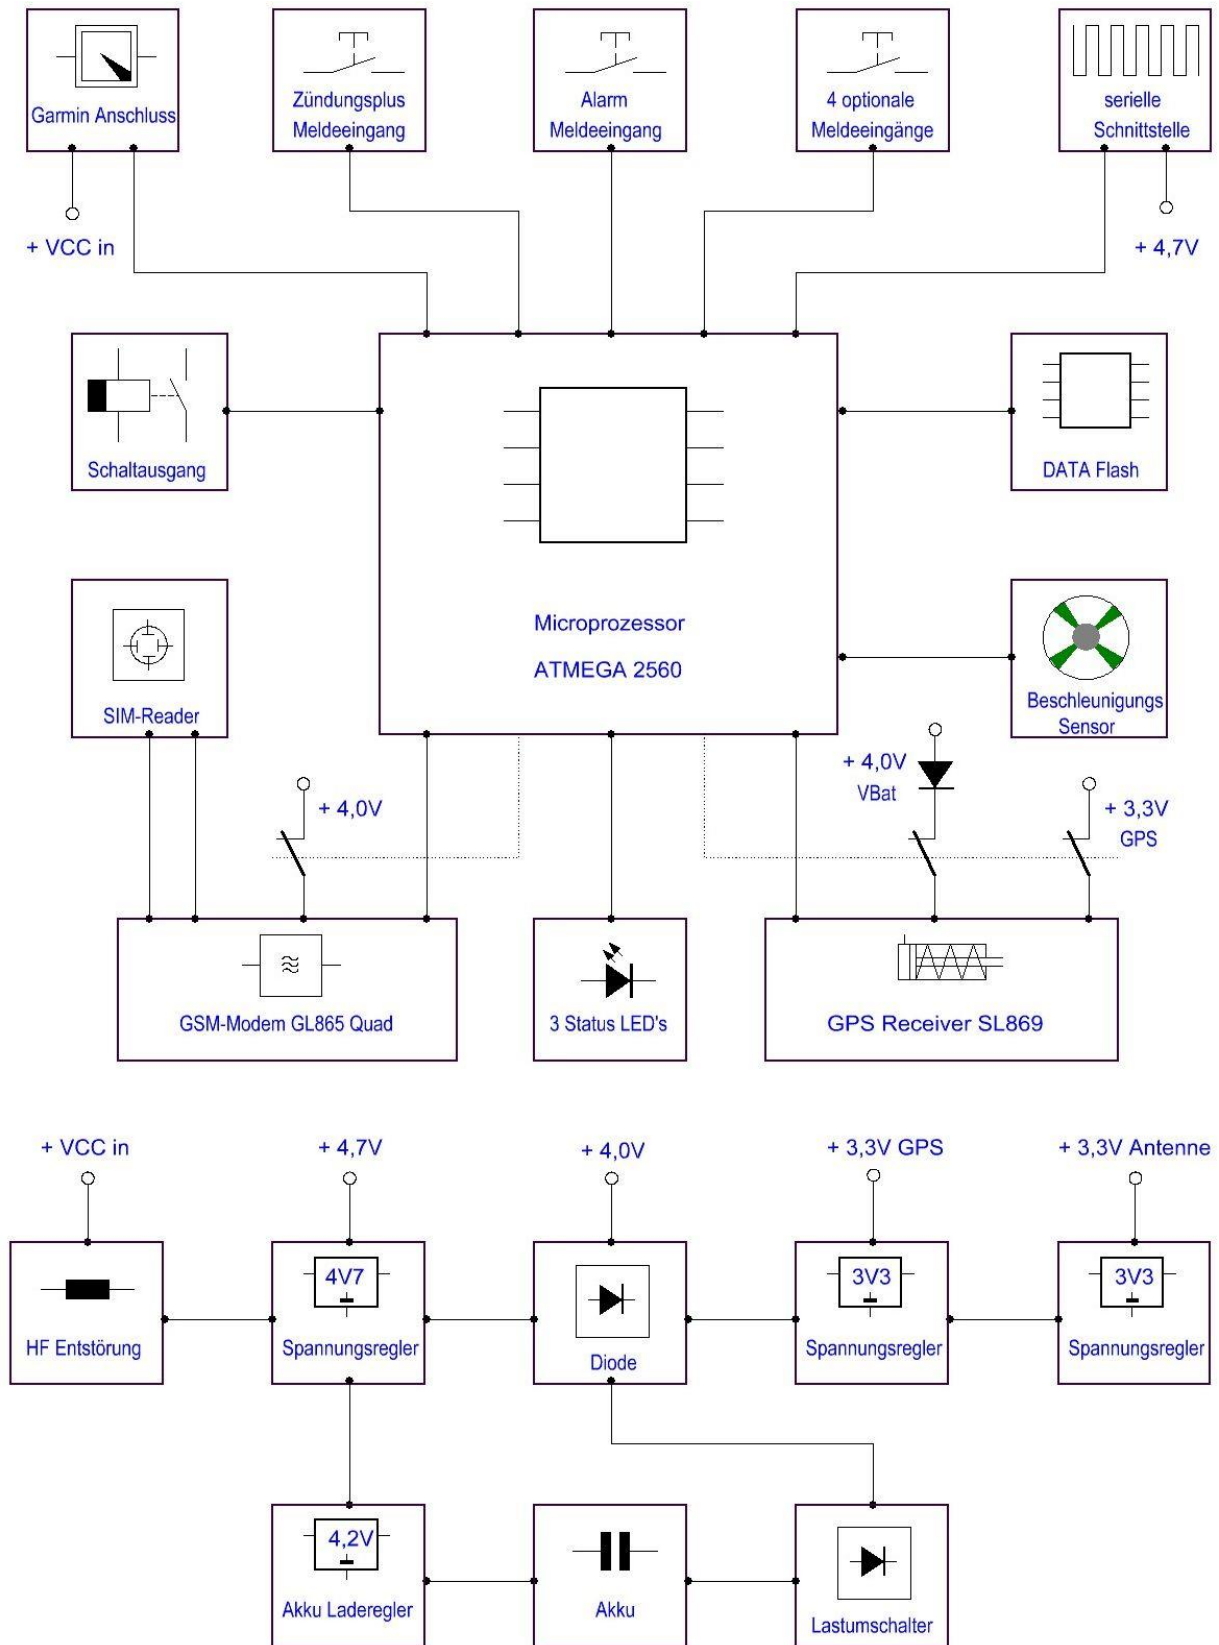 Garmin Anschluss
Zündungsplus
Meldeeingang
Alarm
Meldeeingang
4 optionale
Meldeeingänge
serielle
Schnittstelle
+ VCC in
+ 4,7V
Schaltausgang
DATA Flash
Microprozessor
ATMEGA 2560
SIM-Reader
Beschleunigungs
Sensor
+ 4,0V
+ 4,0V
VBat
+ 3,3V
GPS
GSM-Modem GL865 Quad
3 Status LED's
GPS Receiver SL869
+ VCC in
+ 4,7V
+ 4,0V
+ 3,3V GPS
+ 3,3V Antenne
4V7
3V3
3V3
HF Entstörung
Spannungsregler
Diode
Spannungsregler
Spannungsregler
4,2V
Akku Laderegler
Akku
Lastumschalter